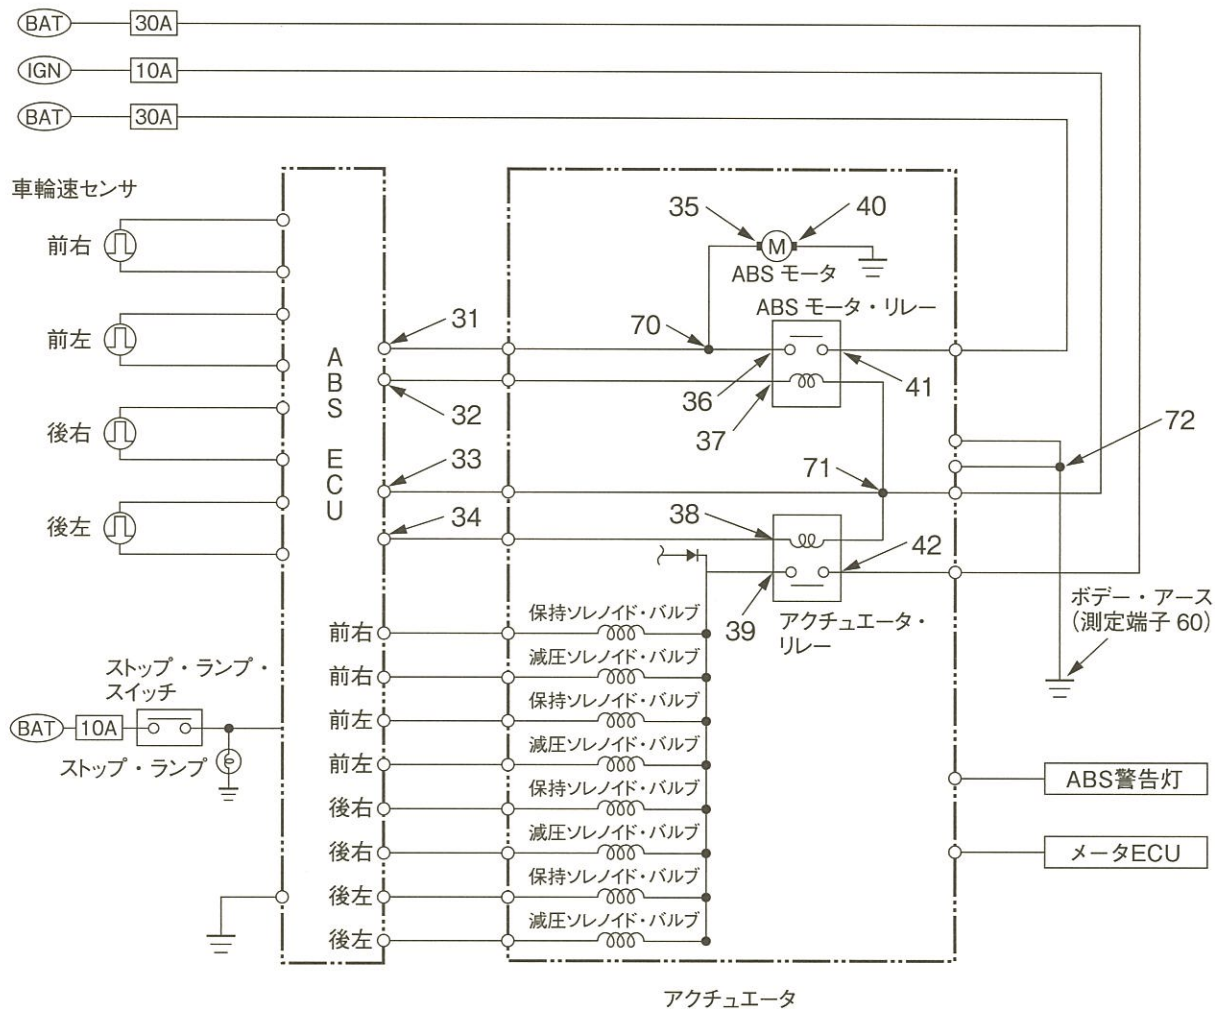 BAT 30A
IGN 10A
BAT 30A
車輪速センサ
前右
前左
後右
後左
ABS ECU
31
32
33
34
35
40
M
ABS モータ
ABS モータ・リレー
70
36
37
41
71
72
38
42
39
アクチュエータ・
リレー
ボデー・アース
(測定端子 60)
ストップ・ランプ・
スイッチ
BAT 10A
ストップ・ランプ
前右 保持ソレノイド・バルブ
前右 減圧ソレノイド・バルブ
前左 保持ソレノイド・バルブ
前左 減圧ソレノイド・バルブ
後右 保持ソレノイド・バルブ
後右 減圧ソレノイド・バルブ
後左 保持ソレノイド・バルブ
後左 減圧ソレノイド・バルブ
ABS警告灯
メータECU
アクチュエータ